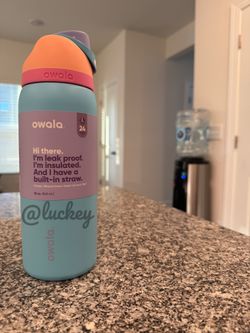 owala
owala
24
Hi there.
I'm leak proof.
I'm insulated.
And I have a
built-in straw.
@luckey
owala